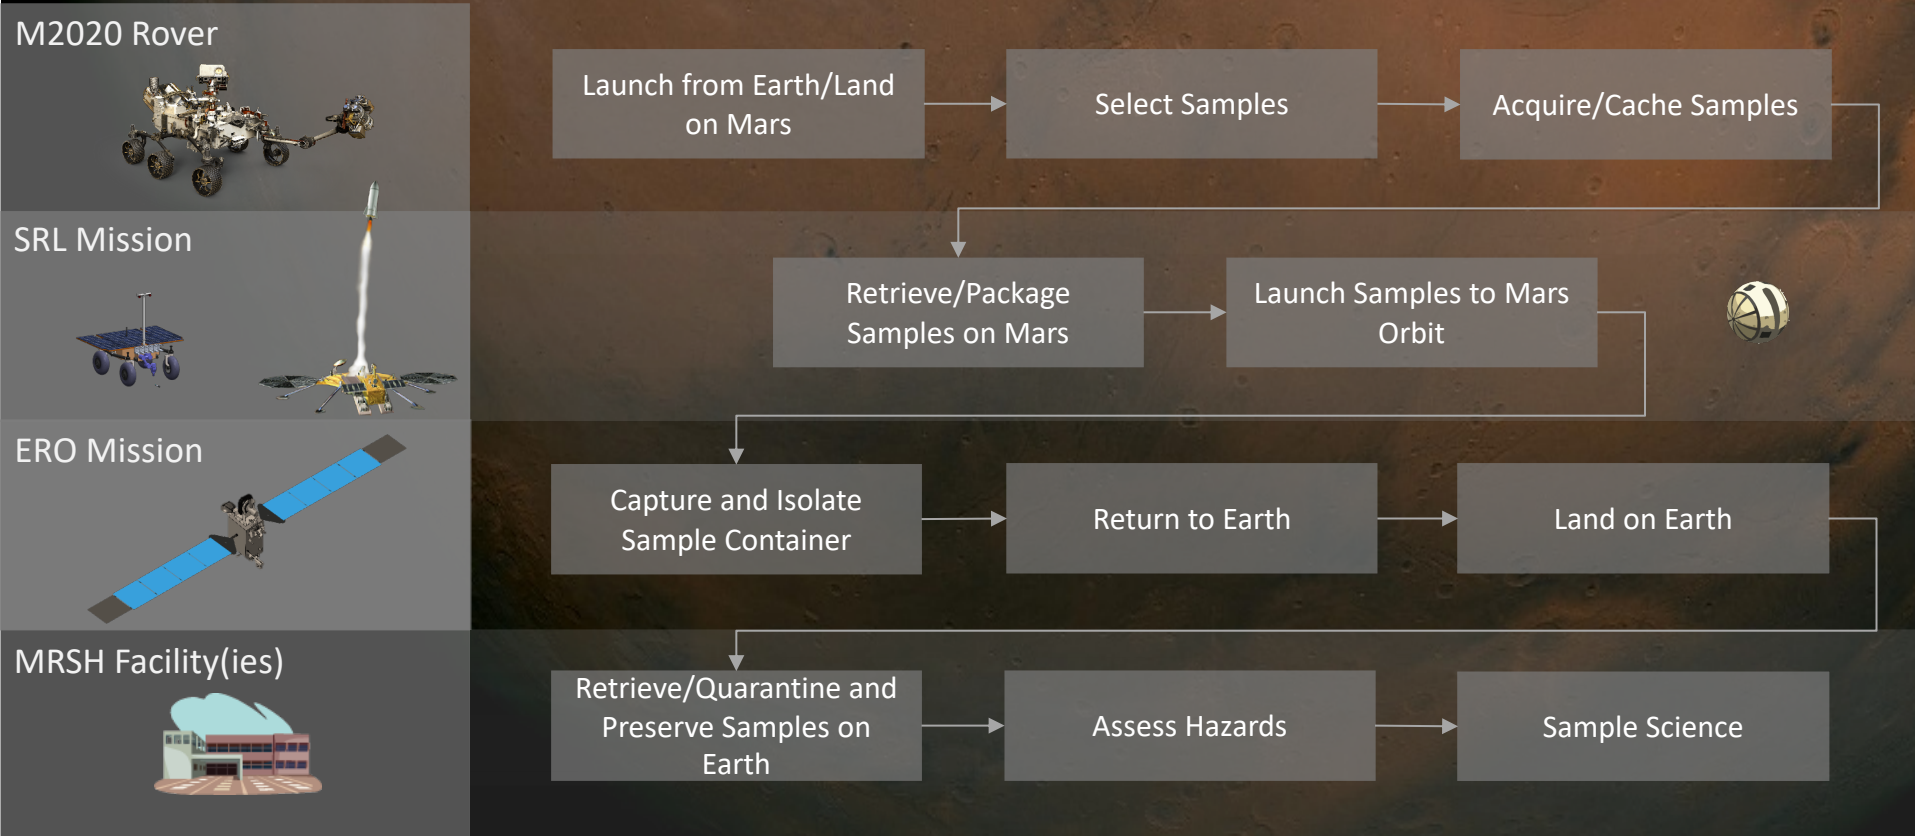 M2020 Rover
Launch from Earth/Land
on Mars
Select Samples
Acquire/Cache Samples
SRL Mission
Retrieve/Package
Samples on Mars
Launch Samples to Mars
Orbit
ERO Mission
Capture and Isolate
Sample Container
Return to Earth
Land on Earth
MRSH Facility(ies)
Retrieve/Quarantine and
Preserve Samples on
Earth
Assess Hazards
Sample Science